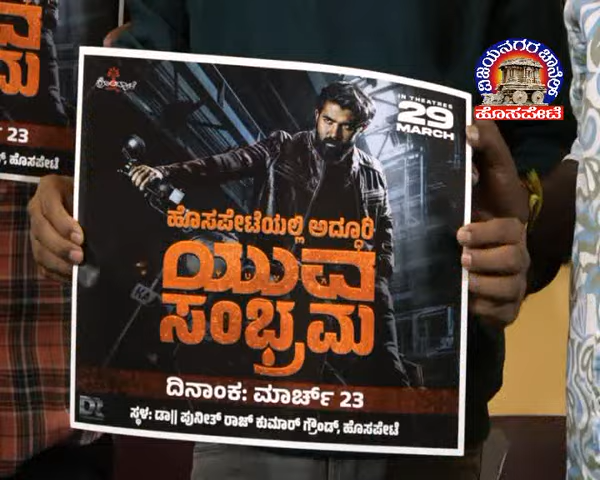 ವಿಜಯನಗರ ಚಾನೆಲ್
ಹೊಸಪೇಟೆ
IN THEATRES
29
MARCH
ಹೊಸಪೇಟೆಯಲ್ಲಿ ಅದ್ಧೂರಿ
ಯುವ
ಸಂಭ್ರಮ
ದಿನಾಂಕ: ಮಾರ್ಚ್ 23
ಸ್ಥಳ: ಡಾ|| ಪುನೀತ್ ರಾಜ್ ಕುಮಾರ್ ಗ್ರೌಂಡ್, ಹೊಸಪೇಟೆ
23
ಹೊಸಪೇಟೆ